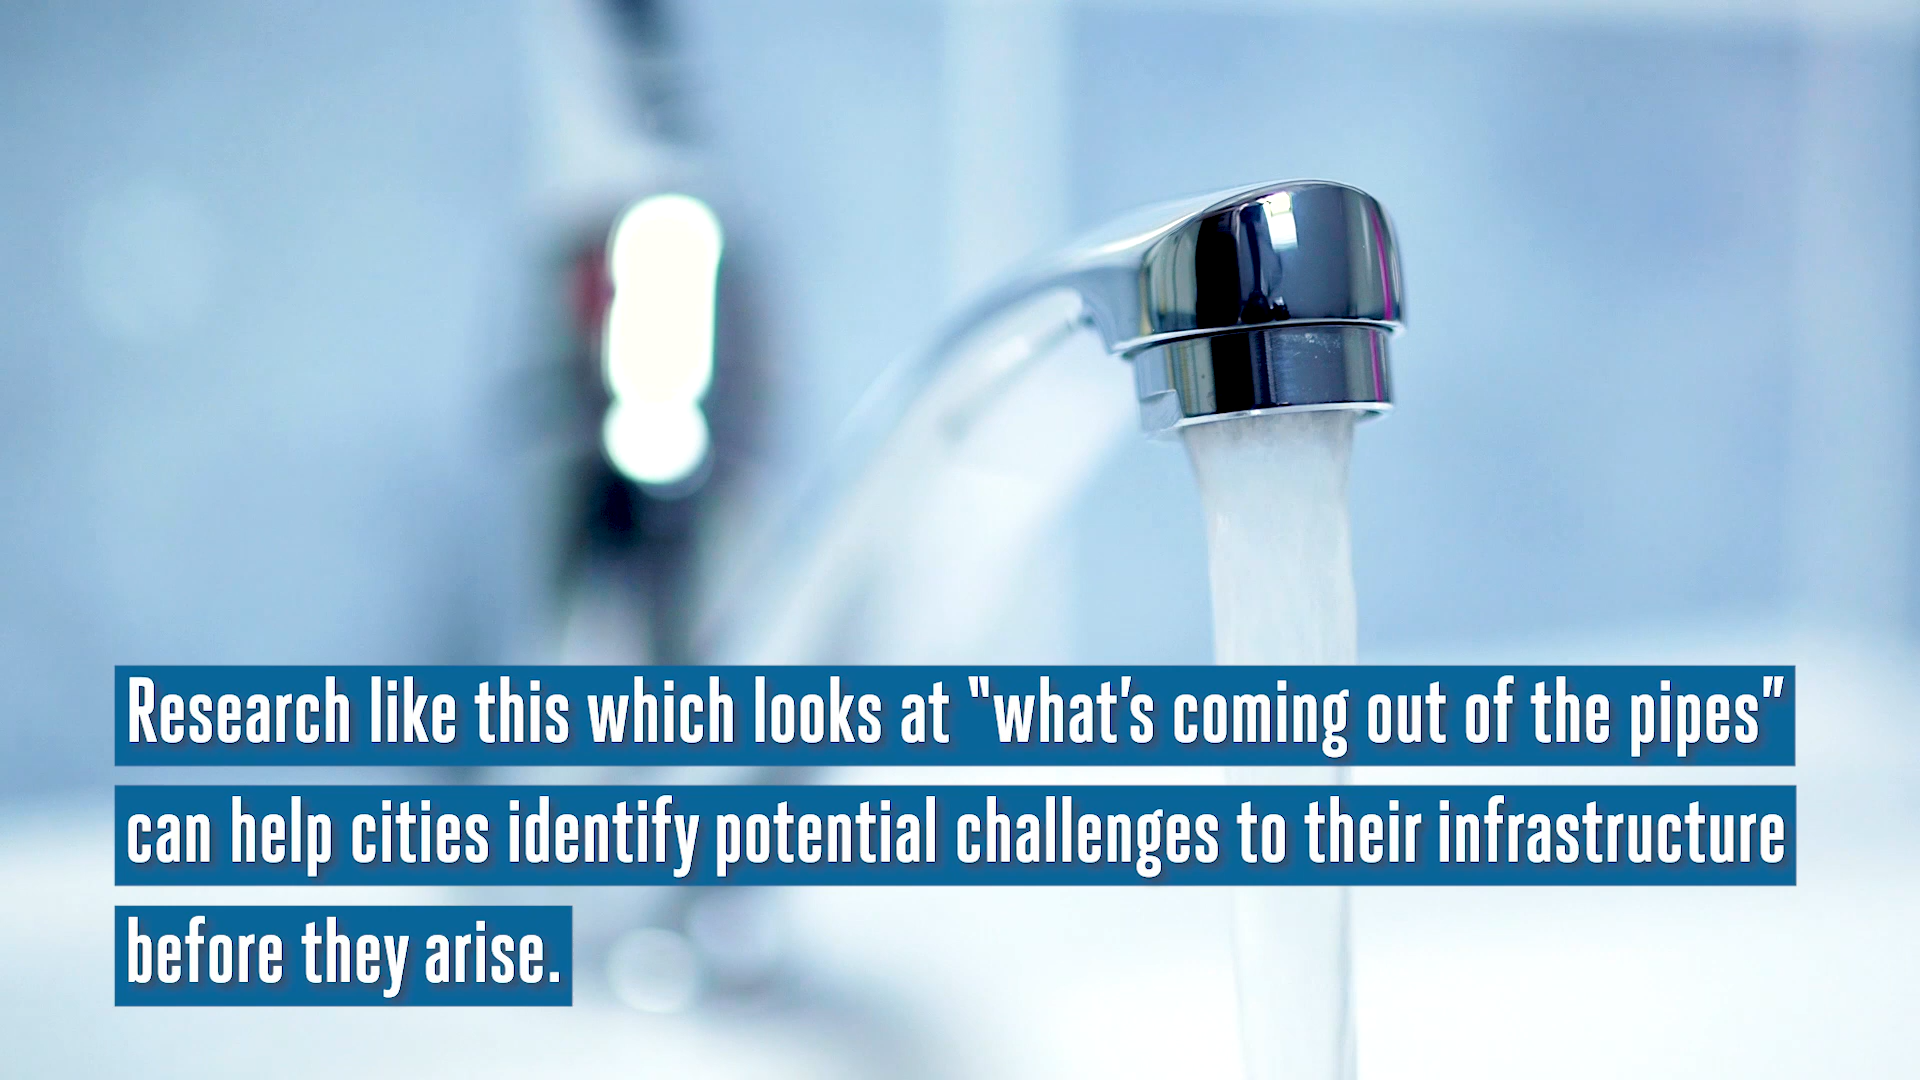 Research like this which looks at "what's coming out of the pipes"
can help cities identify potential challenges to their infrastructure
before they arise.